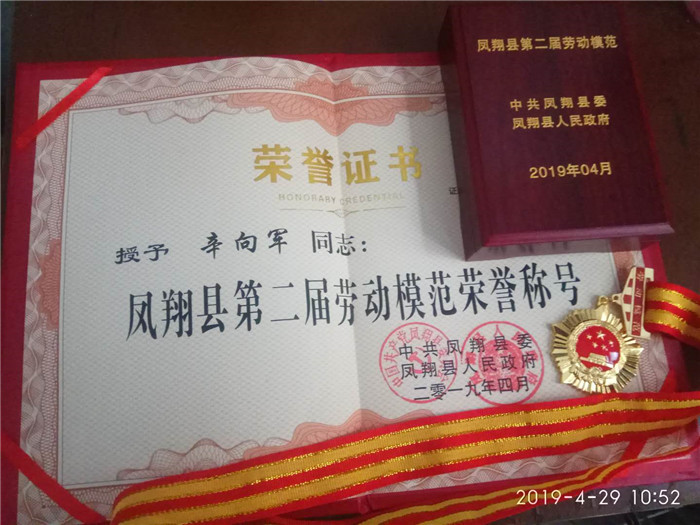 凤翔县第二届劳动模范
中共凤翔县委
凤翔县人民政府
2019年04月
荣誉证书
HONORARY CREDENTIAL
证
授予 辛向军 同志：
凤翔县第二届劳动模范荣誉称号
中共凤翔县委
凤翔县人民政府
二零一九年四月
2019-4-29 10:52